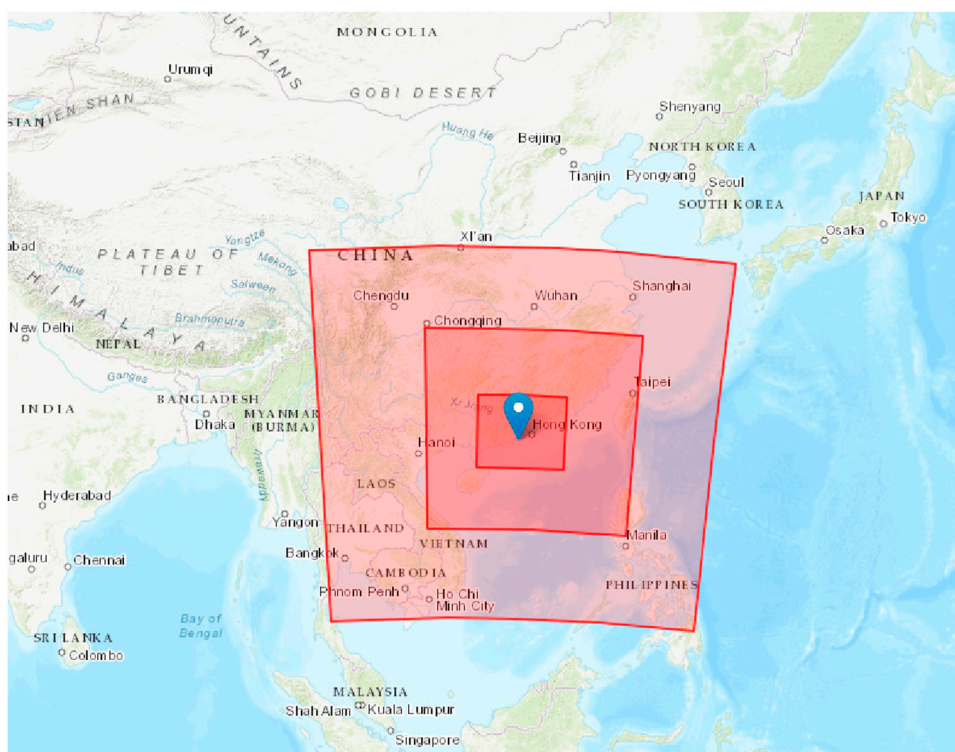 MONGOLIA
MOUNTAINS
Urumqi
GOBI DESERT
TIEN SHAN
Shenyang
Huang He
Beijing
NORTH KOREA
Tianjin
Pyongyang
Seoul
SOUTH KOREA
JAPAN
Tokyo
Osaka
XI'an
Yangtze
PLATEAU OF
TIBET
CHINA
Mekong
Indus
Salween
Chengdu
Wuhan
Shanghai
HIMALAYA
Brahmaputra
Chongqing
New Delhi
NEPAL
Ganges
Taipei
INDIA
BANGLADESH
Dhaka
MYANMAR
(BURMA)
Xi Jiang
Hong Kong
Hanoi
Irrawaddy
LAOS
Hyderabad
Yangon
THAILAND
VIETNAM
Manila
Chennai
Bangkok
CAMBODIA
PHILIPPINES
Phnom Penh
Ho Chi
Minh City
Bay of
Bengal
SRI LANKA
Colombo
MALAYSIA
Shah Alam
Kuala Lumpur
Singapore